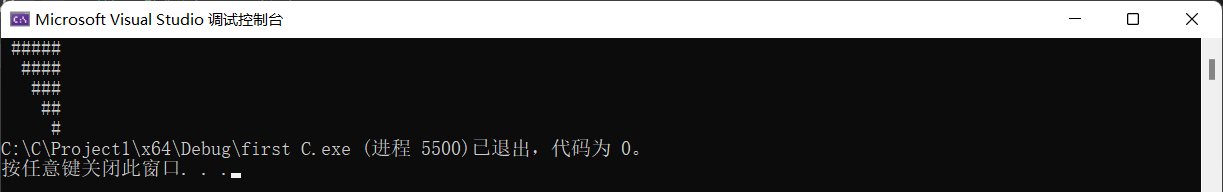 Microsoft Visual Studio 调试控制台
 #####
  ####
   ###
    ##
     #
C:\C\Project1\x64\Debug\first C.exe (进程 5500)已退出，代码为 0。
按任意键关闭此窗口. . .